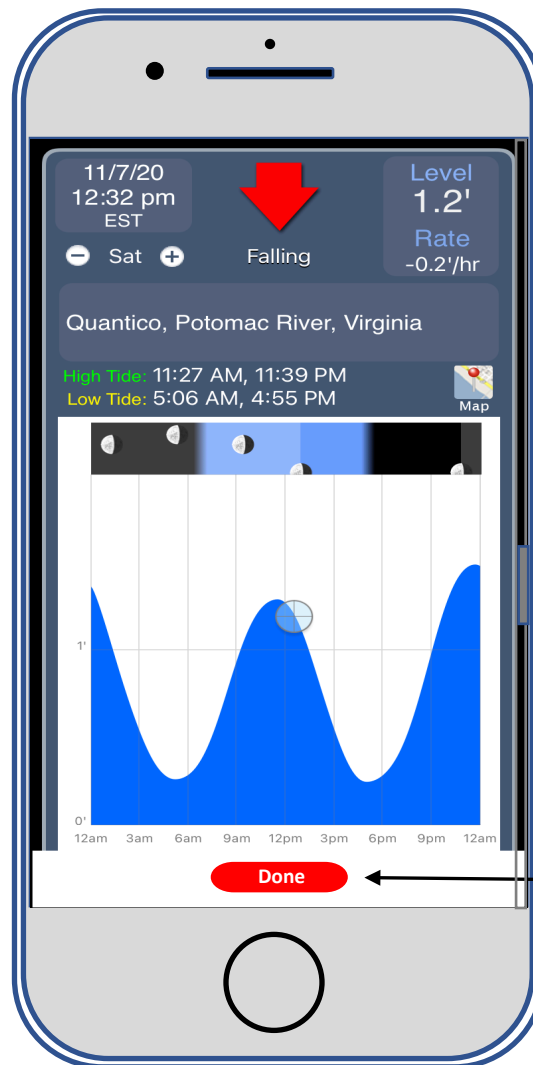 11/7/20
12:32 pm
EST
Sat
Falling
Level
1.2'
Rate
-0.2'/hr
Quantico, Potomac River, Virginia
High Tide: 11:27 AM, 11:39 PM
Low Tide: 5:06 AM, 4:55 PM
Map
1'
0'
12am 3am 6am 9am 12pm 3pm 6pm 9pm 12am
Done